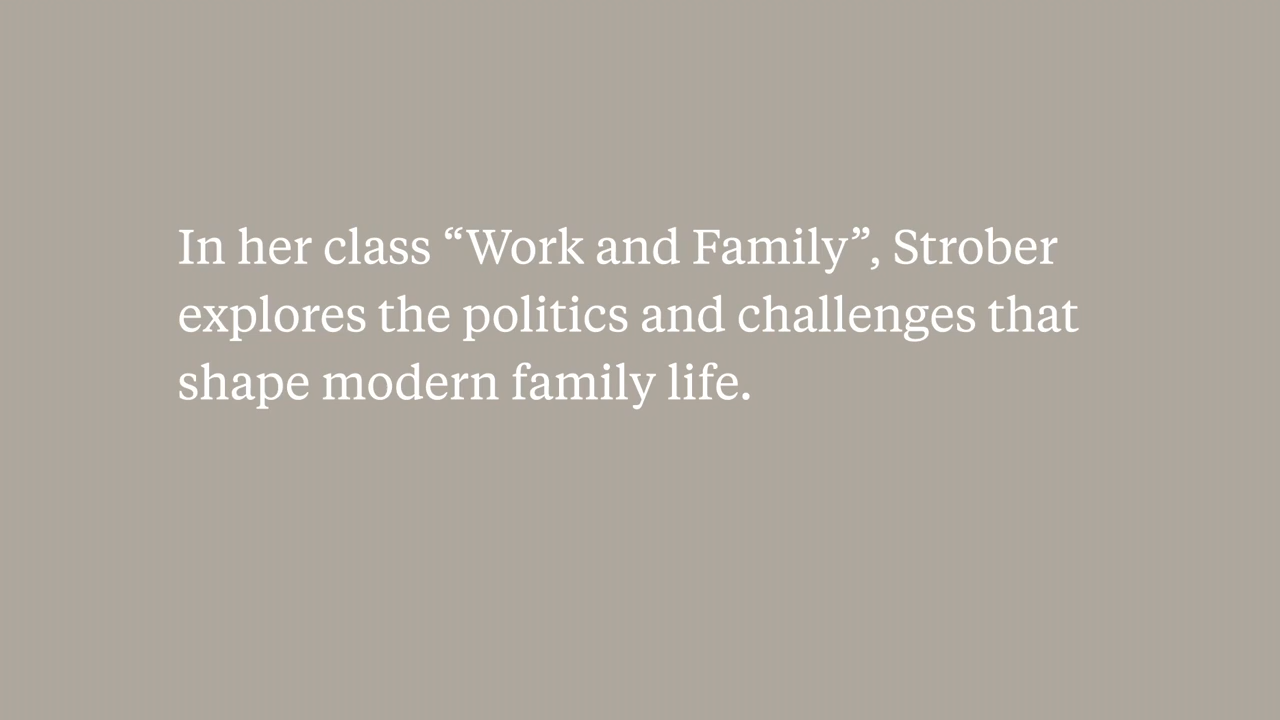 In her class “Work and Family”, Strober
explores the politics and challenges that
shape modern family life.